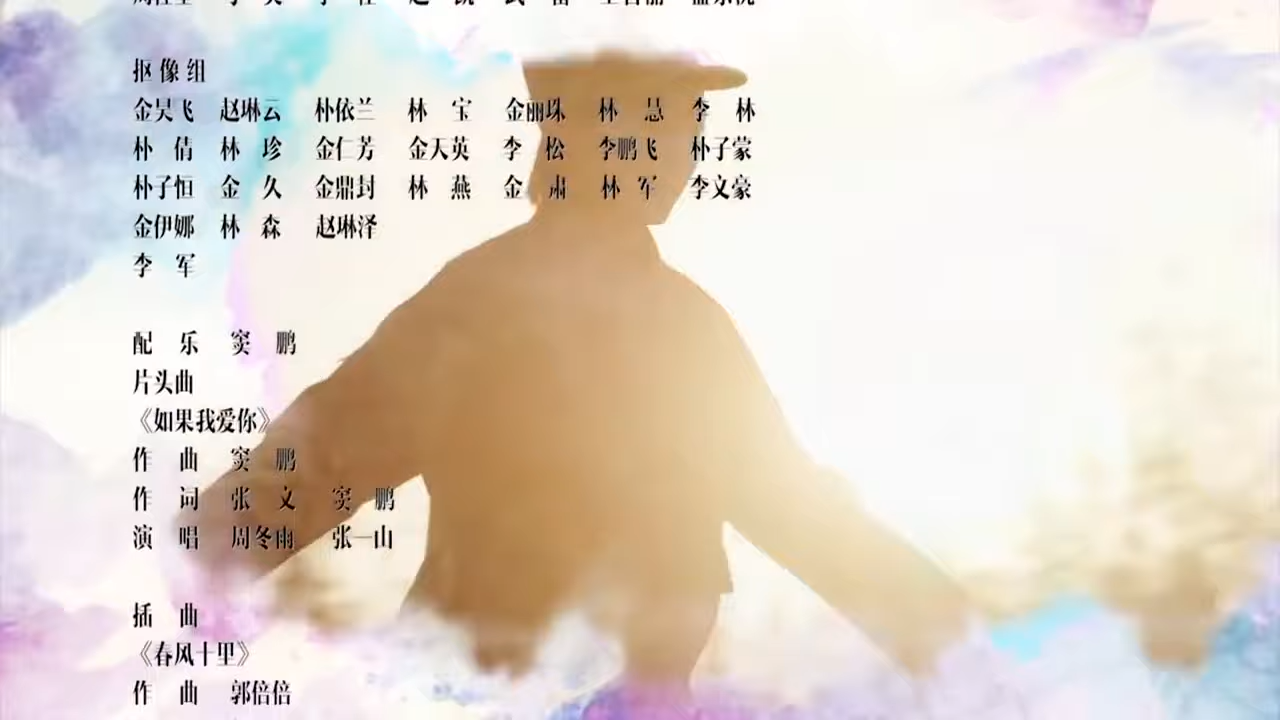 抠像组
金昊飞 赵琳云 朴依兰 林 宝 金丽珠 林 慧 李 林
朴 倩 林 珍 金仁芳 金天英 李 松 李鹏飞 朴子蒙
朴子恒 金 久 金鼎封 林 燕 金 肃 林 军 李文豪
金伊娜 林 森 赵琳泽
李 军
配 乐 窦 鹏
片头曲
《如果我爱你》
作 曲 窦 鹏
作 词 张 文 窦 鹏
演 唱 周冬雨 张一山
插 曲
《春风十里》
作 曲 郭倍倍